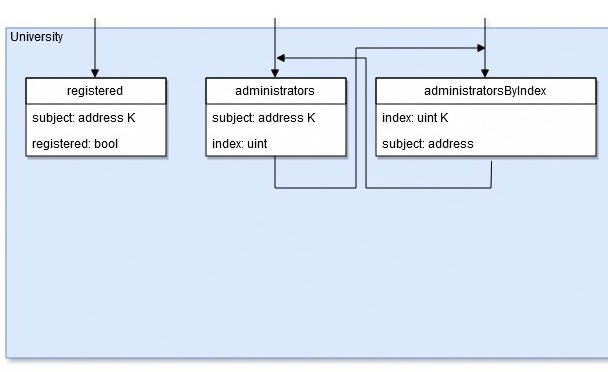 University
registered
subject: address K
registered: bool
administrators
subject: address K
index: uint
administratorsByIndex
index: uint K
subject: address